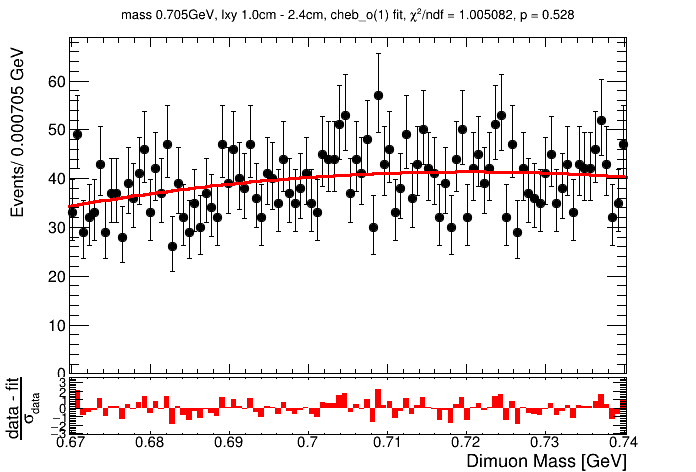 mass 0.705GeV, lxy 1.0cm - 2.4cm, cheb_o(1) fit, χ²/ndf = 1.005082, p = 0.528
Events/ 0.000705 GeV
60
50
40
30
20
10
0
data - fit
σdata
3
2
1
0
−1
−2
−3
0.67 0.68 0.69 0.7 0.71 0.72 0.73 0.74
Dimuon Mass [GeV]